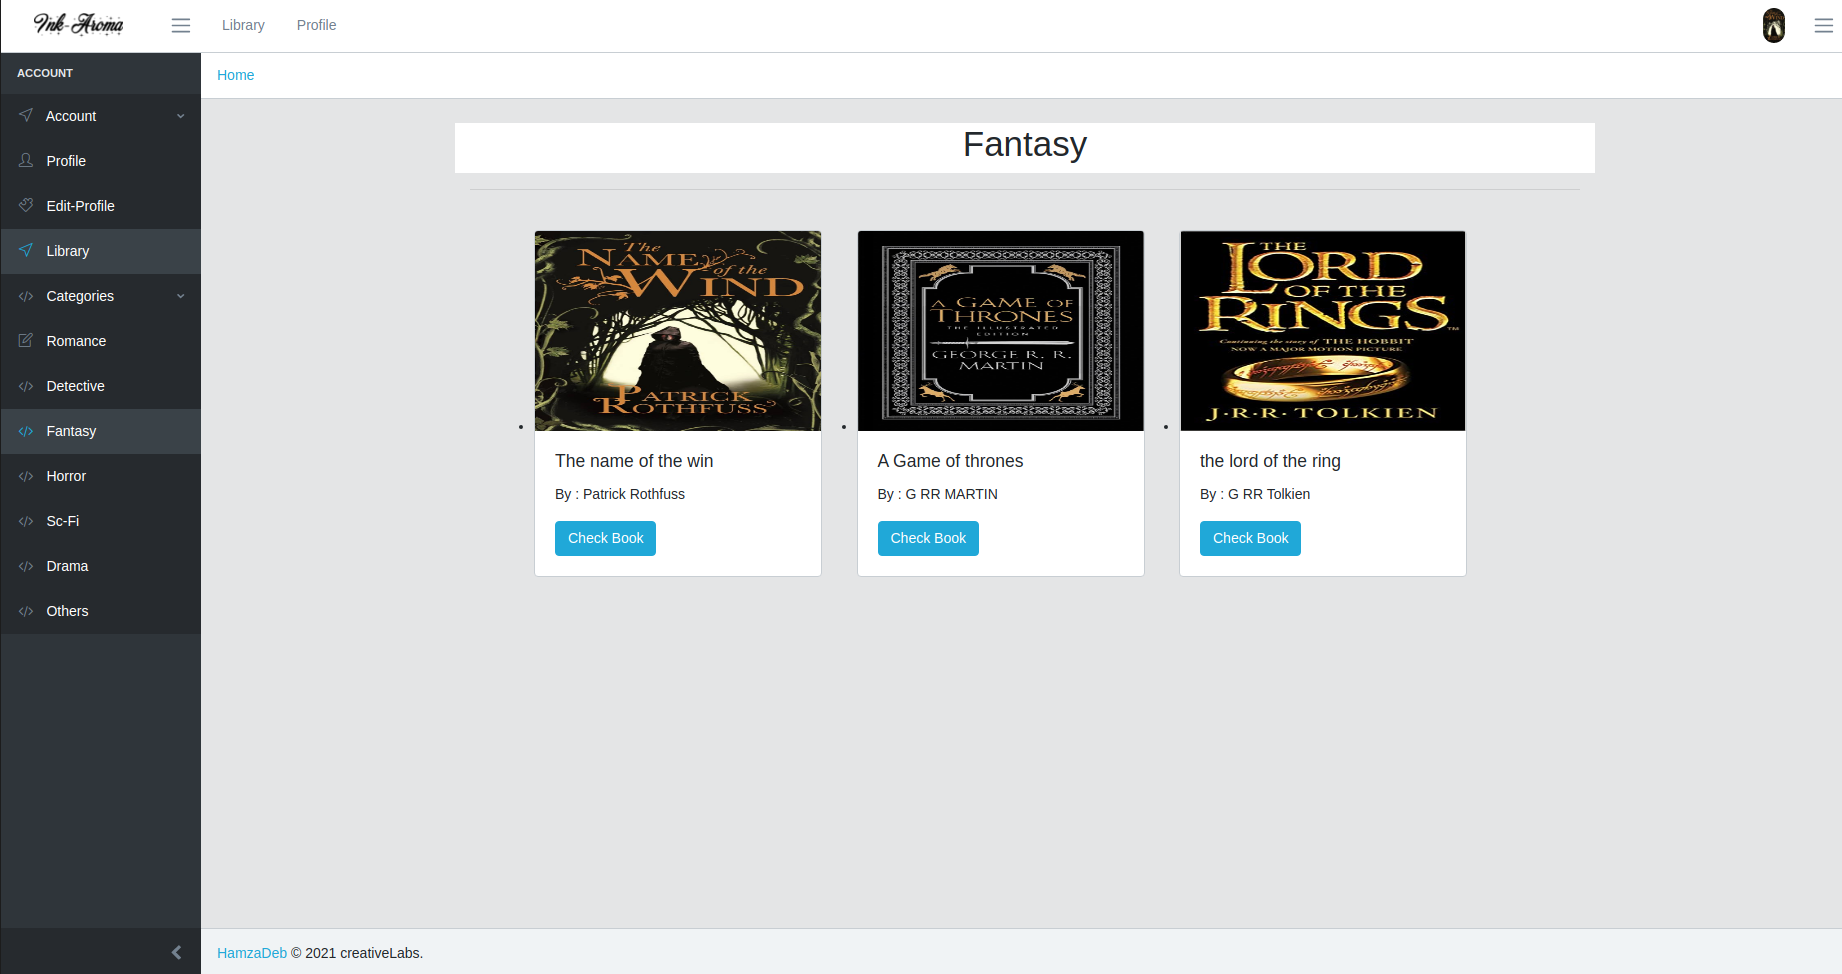 Ink-Aroma
Library
Profile
ACCOUNT
Account
Profile
Edit-Profile
Library
Categories
Romance
Detective
Fantasy
Horror
Sc-Fi
Drama
Others
Home
Fantasy
The
NAME of the
WIND
PATRICK
ROTHFUSS
The name of the win
By : Patrick Rothfuss
Check Book
A GAME OF
THRONES
THE ILLUSTRATED
EDITION
GEORGE R. R.
MARTIN
A Game of thrones
By : G RR MARTIN
Check Book
THE
LORD
OF THE
RINGS™
Continuing the story of THE HOBBIT
NOW A MAJOR MOTION PICTURE
J·R·R·TOLKIEN
the lord of the ring
By : G RR Tolkien
Check Book
HamzaDeb © 2021 creativeLabs.